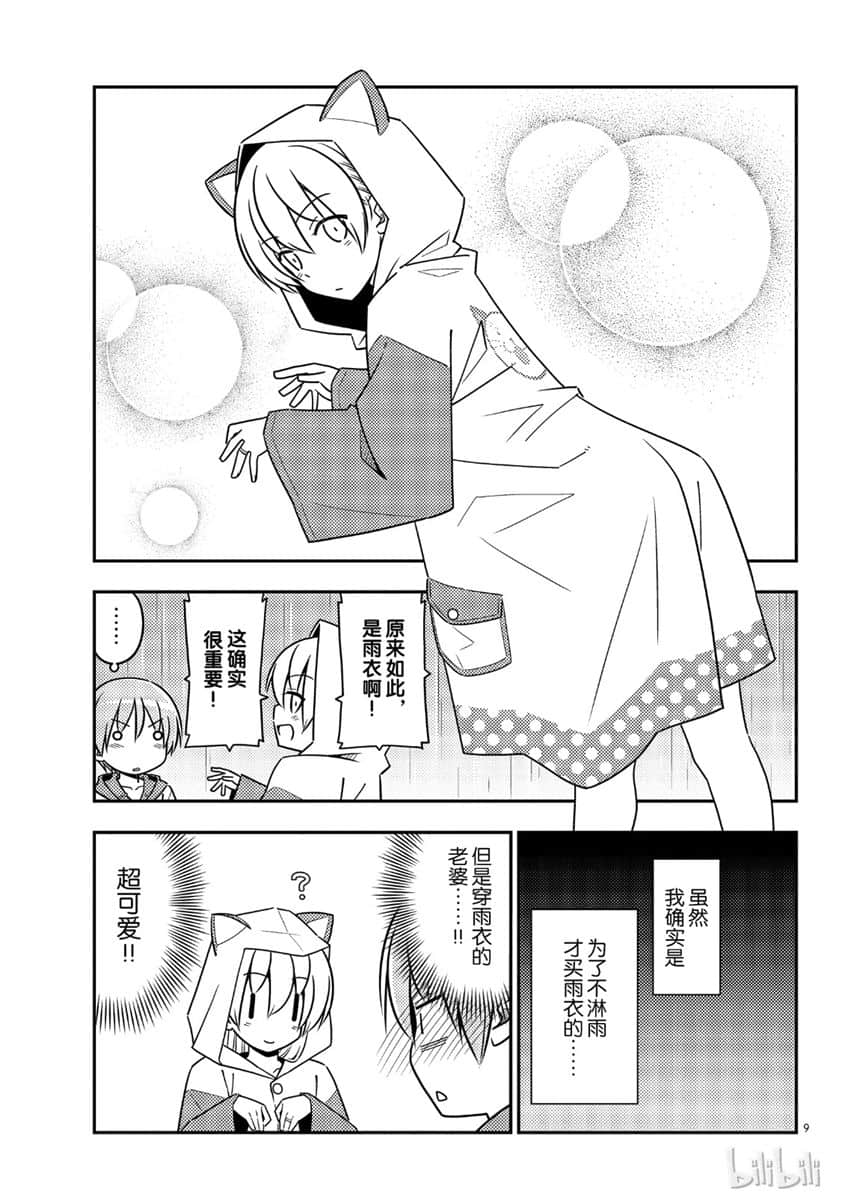 原来如此，
是雨衣啊！
这确实
很重要！
……
虽然
我确实是
为了不淋雨
才买雨衣的……
但是穿雨衣的
老婆……!!
?
超可爱!!
9
bilibili